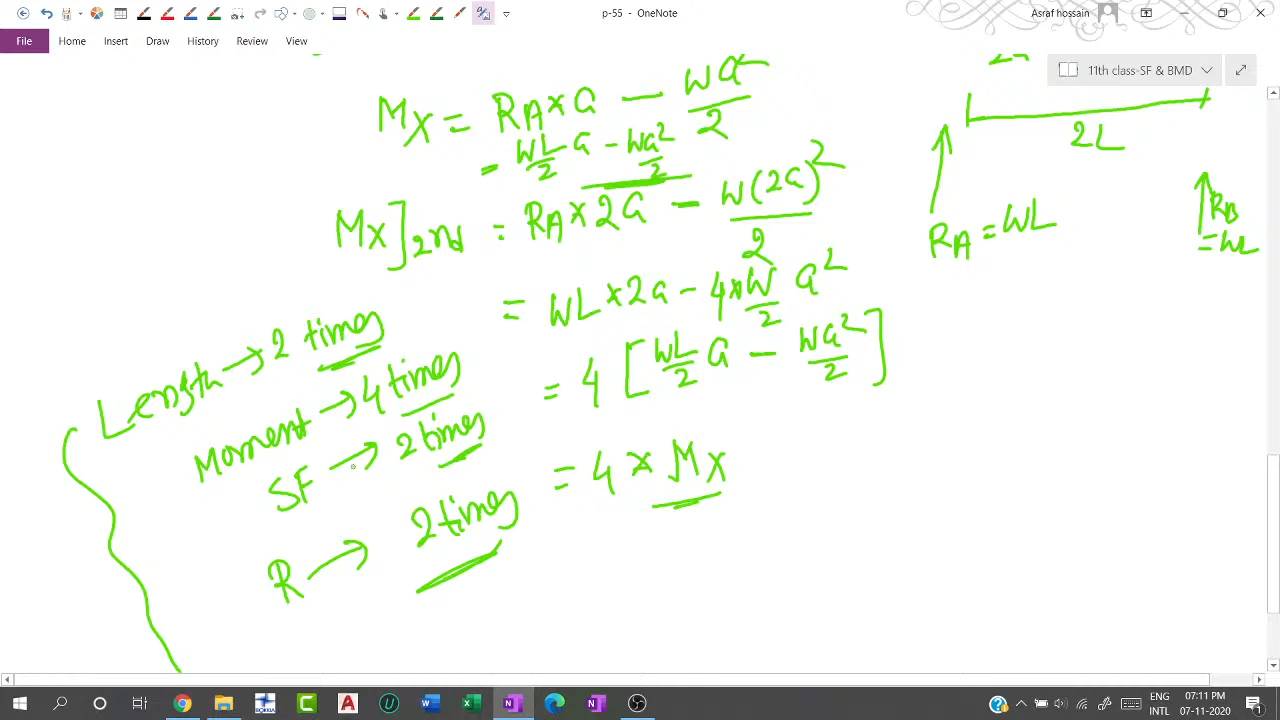 p-55 - OneNote
Asraf hossain
File Home Insert Draw History Review View
11th class-SF & BMD
Mx = RA × a − wa²/2
= wL/2 a − wa²/2
Mx]2nd = RA × 2a − w(2a)²/2
= wL × 2a − 4 × w/2 a²
= 4 [wL/2 a − wa²/2]
= 4 × Mx
Length → 2 times
Moment → 4 times
SF → 2 times
R → 2 times
2L
RA = wL
RB
= wL
ENG
INTL
07:11 PM
07-11-2020